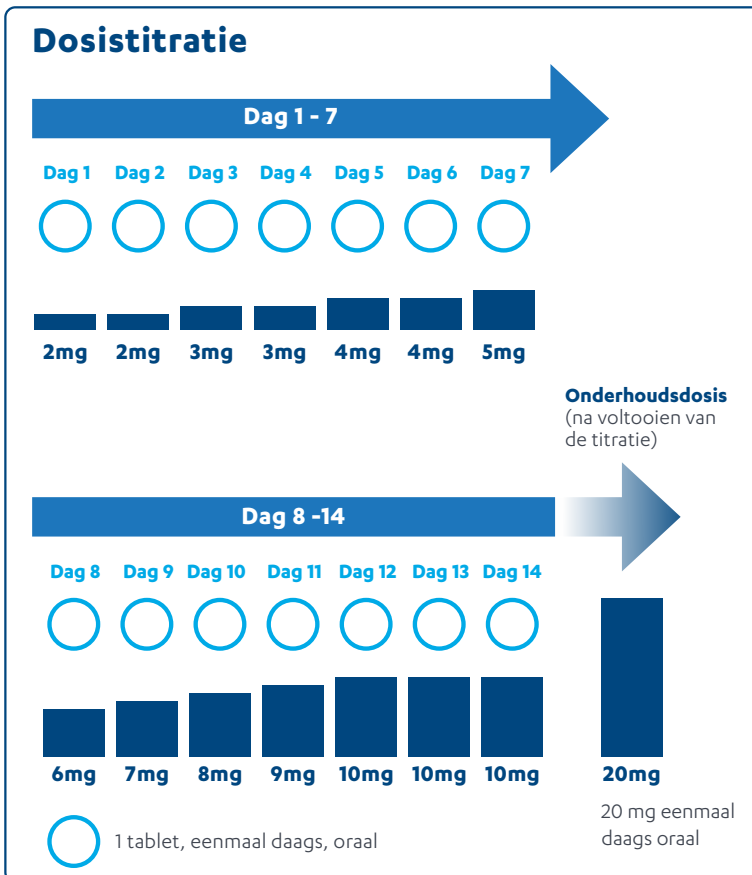 Dosistitratie
Dag 1 - 7
Dag 1 Dag 2 Dag 3 Dag 4 Dag 5 Dag 6 Dag 7
2mg 2mg 3mg 3mg 4mg 4mg 5mg
Onderhoudsdosis
(na voltooien van
de titratie)
Dag 8 -14
Dag 8 Dag 9 Dag 10 Dag 11 Dag 12 Dag 13 Dag 14
6mg 7mg 8mg 9mg 10mg 10mg 10mg 20mg
1 tablet, eenmaal daags, oraal
20 mg eenmaal
daags oraal